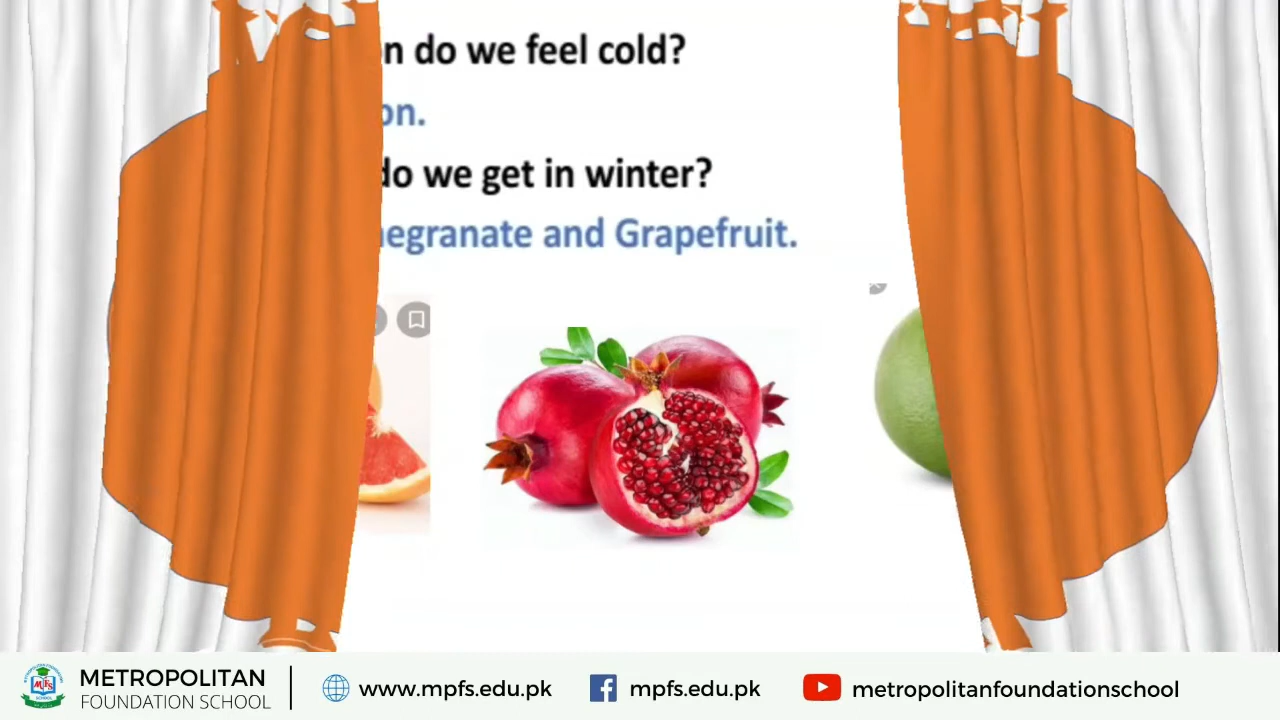 n do we feel cold?
on.
do we get in winter?
negranate and Grapefruit.
METROPOLITAN
FOUNDATION SCHOOL
www.mpfs.edu.pk
mpfs.edu.pk
metropolitanfoundationschool